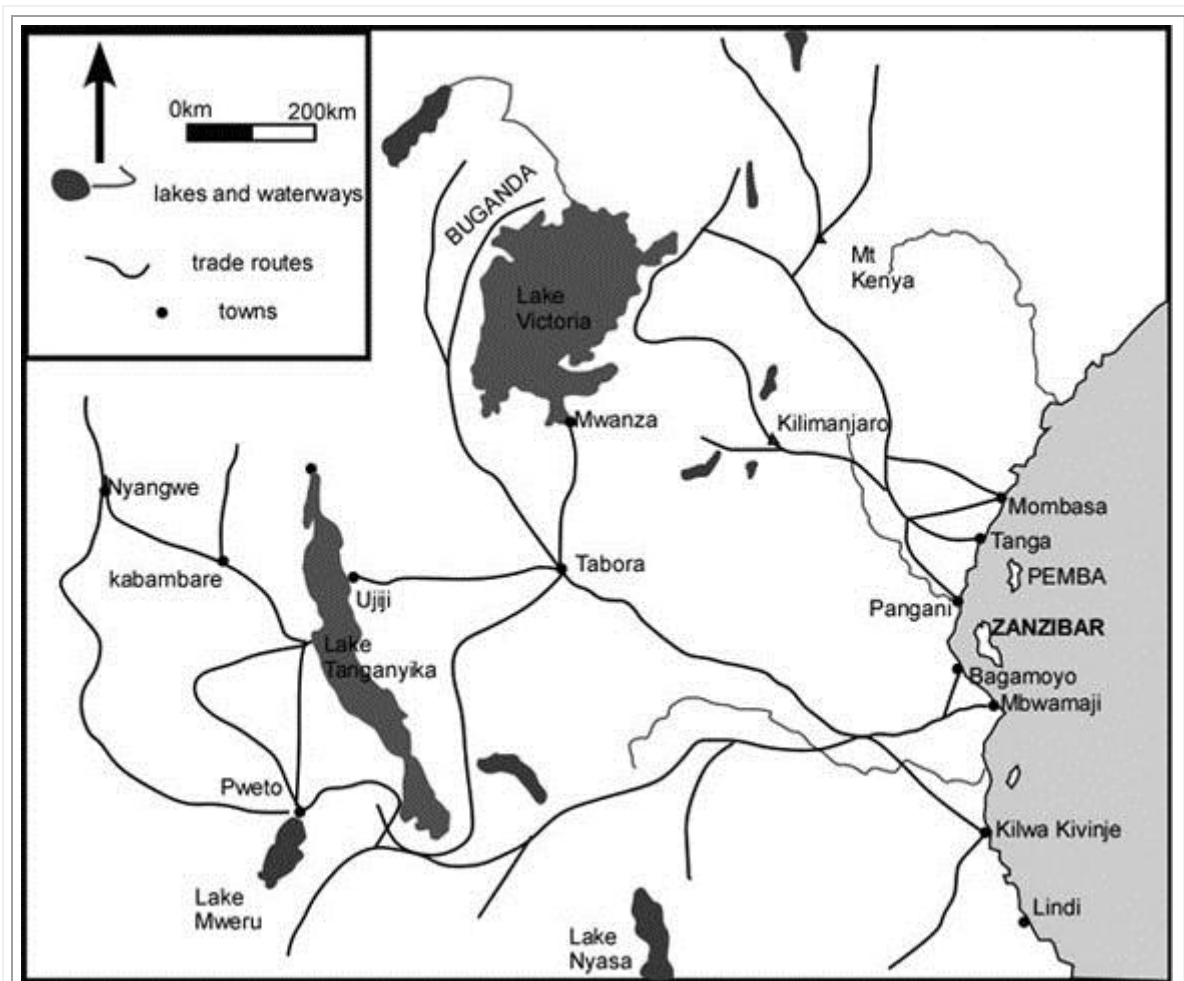 0km 200km
lakes and waterways
trade routes
towns
BUGANDA
Mt
Kenya
Lake
Victoria
Mwanza
Kilimanjaro
Nyangwe
Mombasa
Tanga
kabambare
Tabora
PEMBA
Ujiji
Pangani
ZANZIBAR
Lake
Tanganyika
Bagamoyo
Mbwamaji
Pweto
Kilwa Kivinje
Lake
Mweru
Lindi
Lake
Nyasa